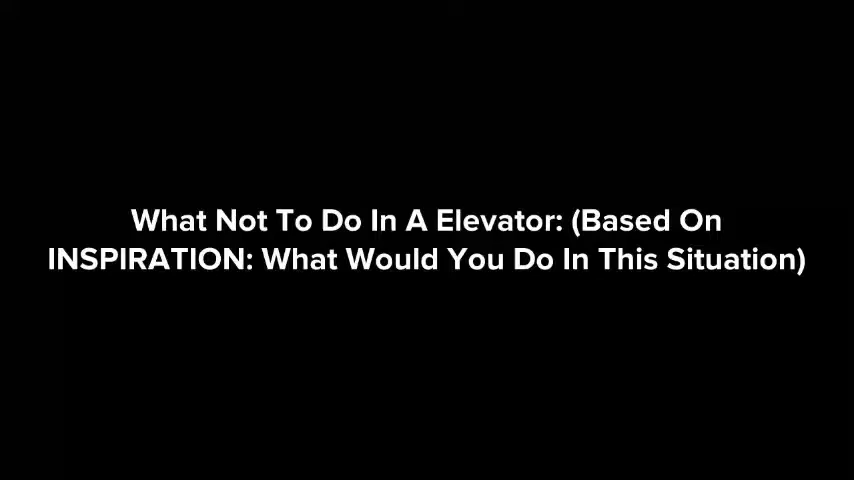 What Not To Do In A Elevator: (Based On
INSPIRATION: What Would You Do In This Situation)